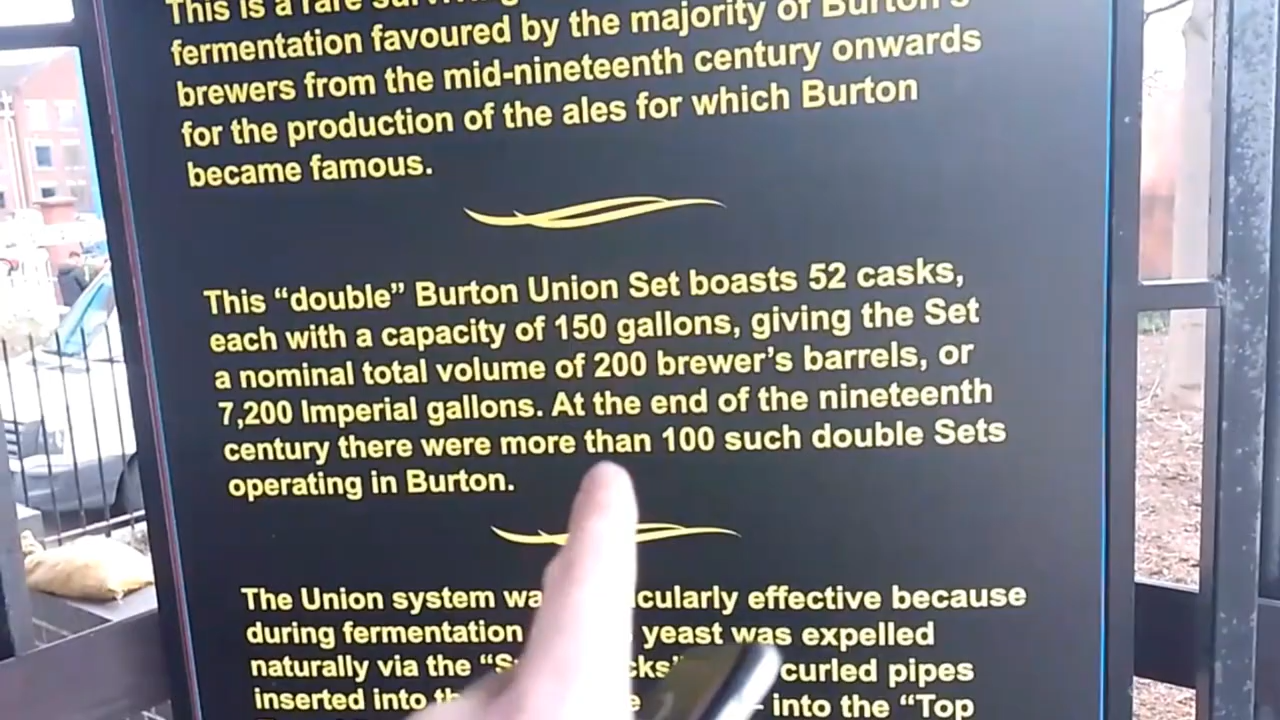 This is a rare
fermentation favoured by the majority of Burton's
brewers from the mid-nineteenth century onwards
for the production of the ales for which Burton
became famous.
This “double” Burton Union Set boasts 52 casks,
each with a capacity of 150 gallons, giving the Set
a nominal total volume of 200 brewer’s barrels, or
7,200 Imperial gallons. At the end of the nineteenth
century there were more than 100 such double Sets
operating in Burton.
The Union system effective because
during fermentation yeast was expelled
naturally via the curled pipes
inserted into into the “Top